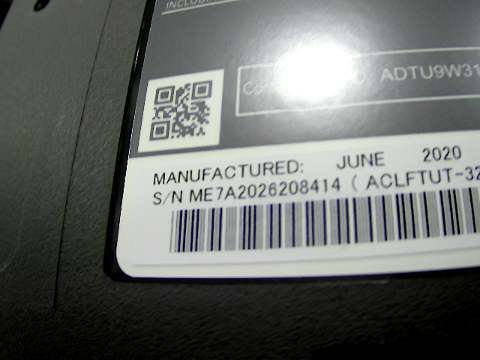 ADTU9W31
MANUFACTURED: JUNE 2020
S/N ME7A2026208414 ( ACLFTUT-32